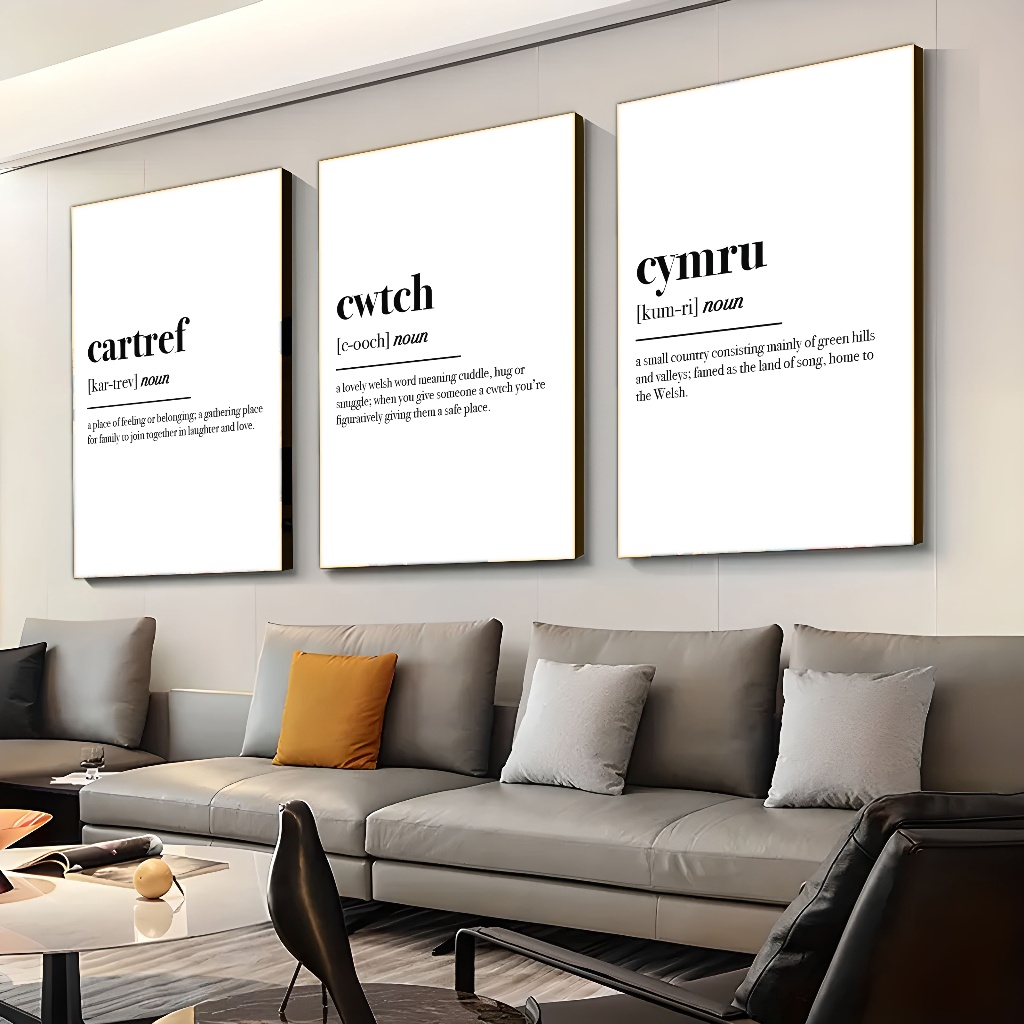 cartref
[kar-trev] noun
a place of feeling or belonging; a gathering place
for family to join together in laughter and love.
cwtch
[c-ooch] noun
a lovely welsh word meaning cuddle, hug or
snuggle; when you give someone a cwtch you're
figuratively giving them a safe place.
cymru
[kum-ri] noun
a small country consisting mainly of green hills
and valleys; famed as the land of song, home to
the Welsh.